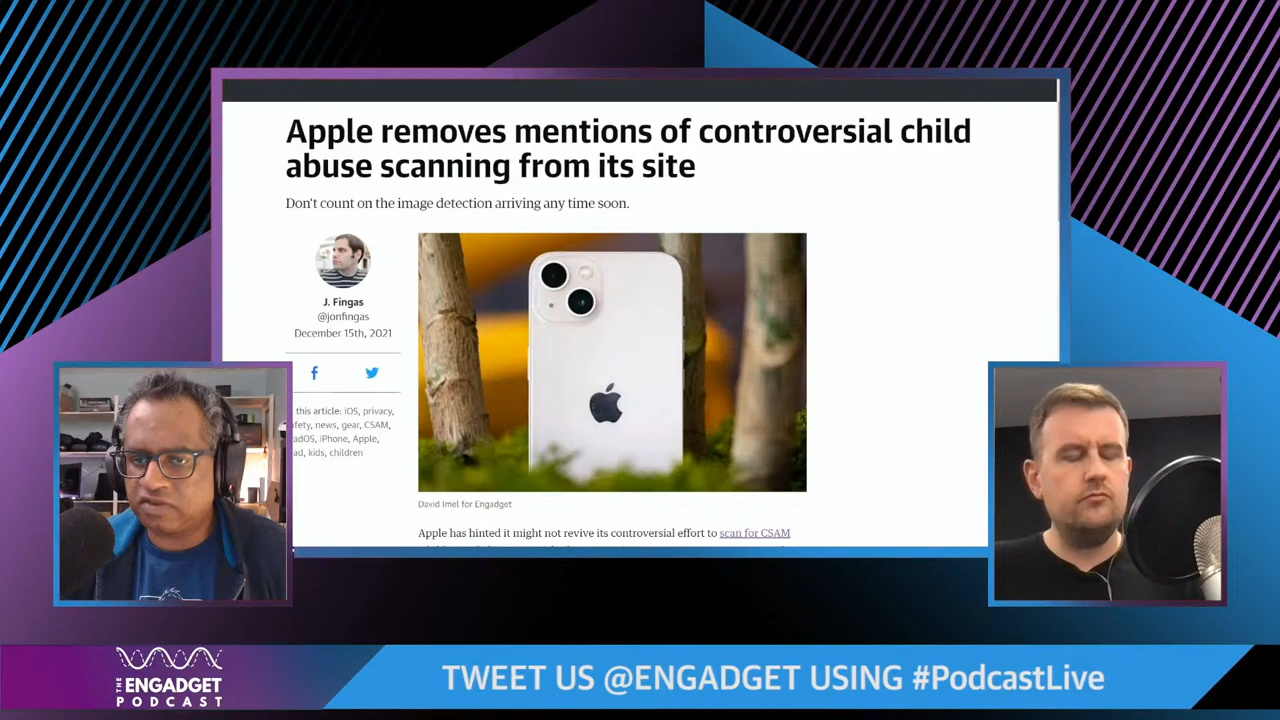 Apple removes mentions of controversial child
abuse scanning from its site
Don't count on the image detection arriving any time soon.
J. Fingas
@jonfingas
December 15th, 2021
this article: iOS, privacy,
fety, news, gear, CSAM,
adOS, iPhone, Apple,
ad, kids, children
David Imel for Engadget
Apple has hinted it might not revive its controversial effort to scan for CSAM
THE ENGADGET
PODCAST
TWEET US @ENGADGET USING #PodcastLive